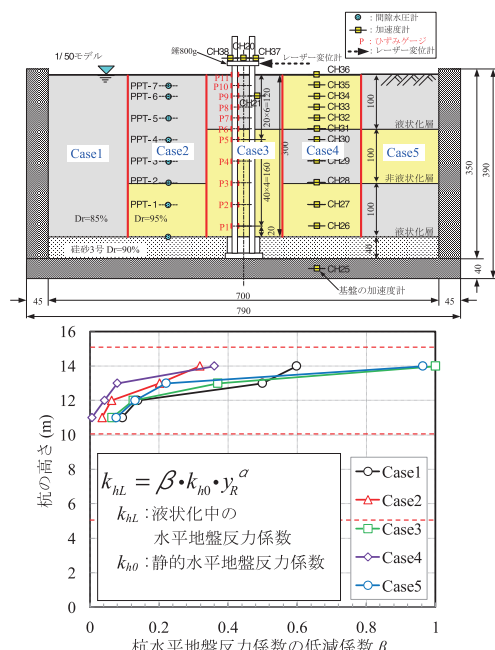 ：間隙水圧計
：加速度計
P：ひずみゲージ
：レーザー変位計
1/50モデル
錘800g
CH38
CH20
CH37
レーザー変位計
CH36
P11
P10
P9
P8
P7
P6
P5
P4
P3
P2
P1
CH21
CH35
CH34
CH33
CH32
CH31
CH30
CH29
CH28
CH27
CH26
PPT-7
PPT-6
PPT-5
PPT-4
PPT-3
PPT-2
PPT-1
20×6=120
40×4=160
20
300
Case1
Case2
Case3
Case4
Case5
100
液状化層
100
非液状化層
100
液状化層
40
350
390
Dr=85%
Dr=95%
硅砂3号 Dr=90%
CH25
基盤の加速度計
40
45
700
45
790
杭の高さ(m)
16
14
12
10
8
6
4
2
0
k_hL = β・k_h0・y_R^α
k_hL：液状化中の
水平地盤反力係数
k_h0：静的水平地盤反力係数
Case1
Case2
Case3
Case4
Case5
0
0.2
0.4
0.6
0.8
1
杭水平地盤反力係数の低減係数 β